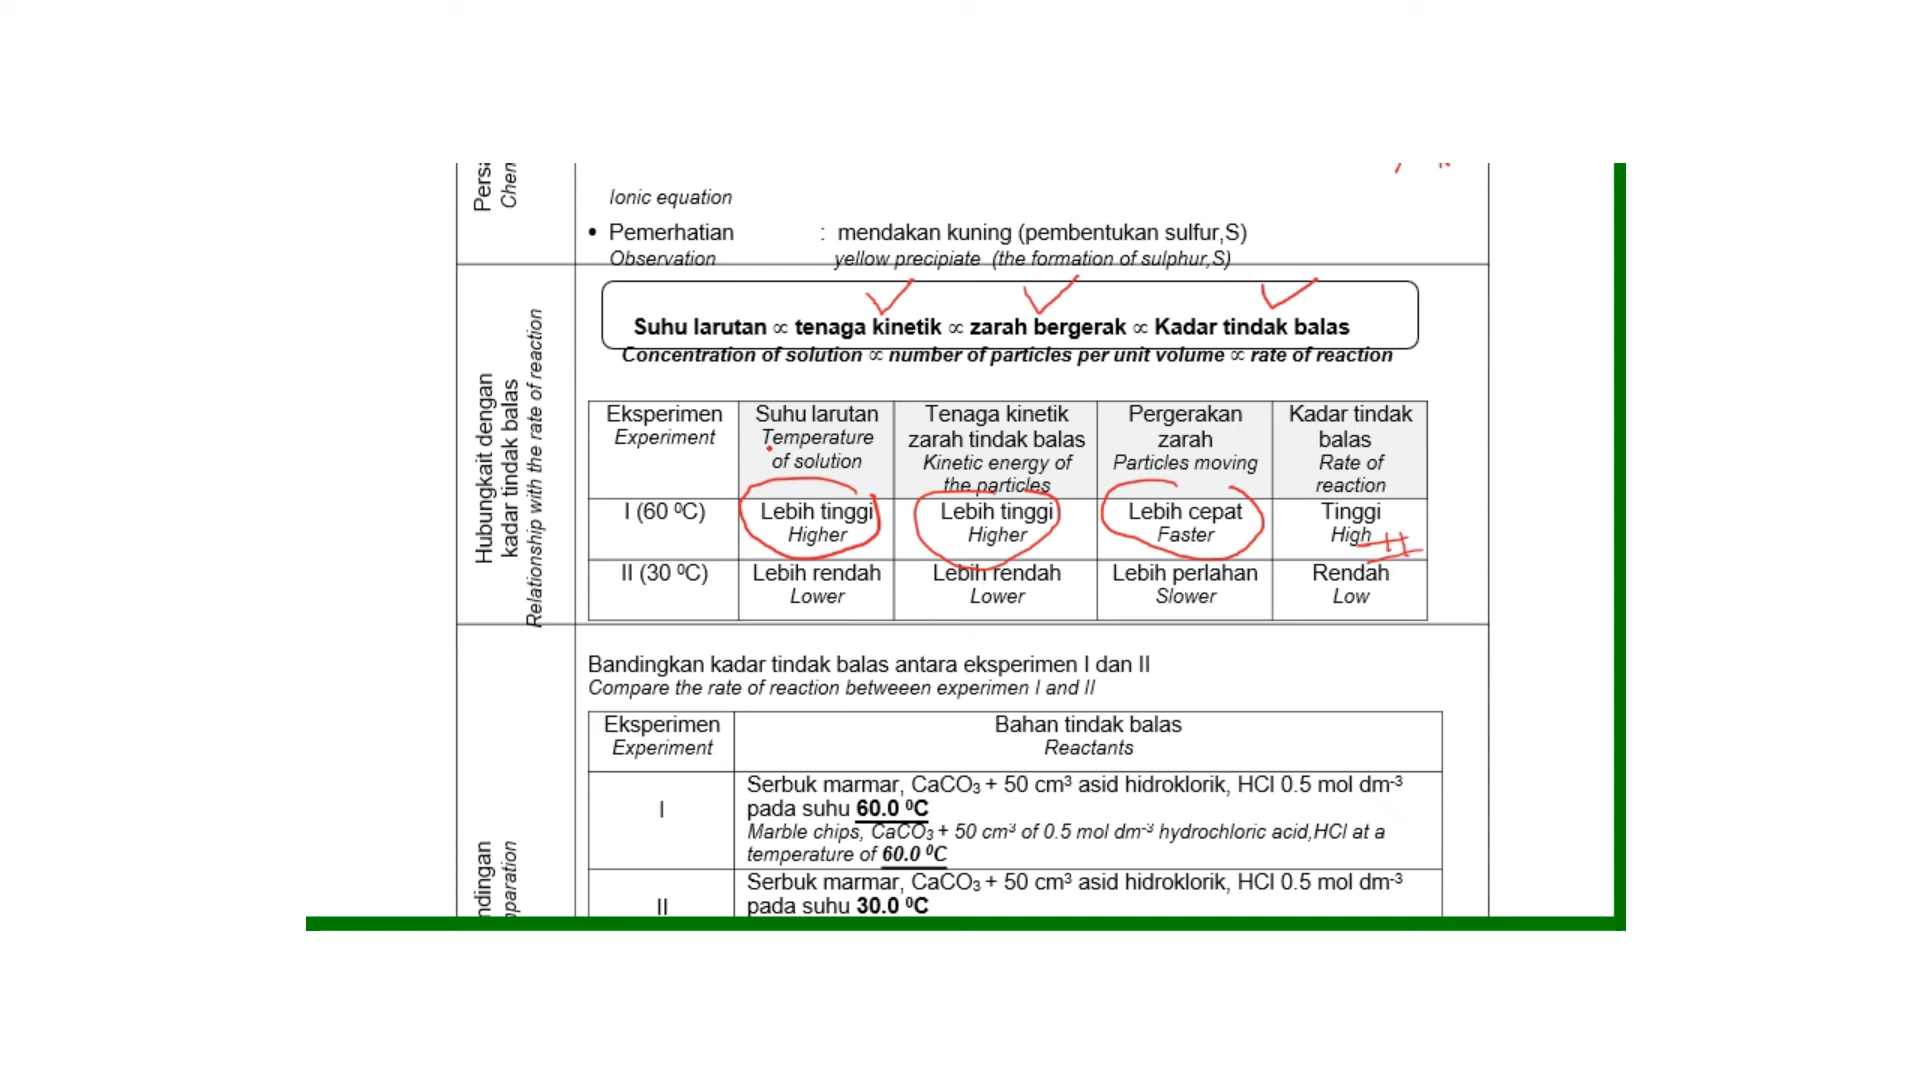 Persa
Chen
Ionic equation
• Pemerhatian : mendakan kuning (pembentukan sulfur,S)
Observation yellow precipiate (the formation of sulphur,S)
Hubungkait dengan
kadar tindak balas
Relationship with the rate of reaction
Suhu larutan ∝ tenaga kinetik ∝ zarah bergerak ∝ Kadar tindak balas
Concentration of solution ∝ number of particles per unit volume ∝ rate of reaction
Eksperimen
Experiment
Suhu larutan
Temperature
of solution
Tenaga kinetik
zarah tindak balas
Kinetic energy of
the particles
Pergerakan
zarah
Particles moving
Kadar tindak
balas
Rate of
reaction
I (60 ⁰C)
Lebih tinggi
Higher
Lebih tinggi
Higher
Lebih cepat
Faster
Tinggi
High
II (30 ⁰C)
Lebih rendah
Lower
Lebih rendah
Lower
Lebih perlahan
Slower
Rendah
Low
ndingan
nparation
Bandingkan kadar tindak balas antara eksperimen I dan II
Compare the rate of reaction betweeen experimen I and II
Eksperimen
Experiment
Bahan tindak balas
Reactants
I
Serbuk marmar, CaCO₃ + 50 cm³ asid hidroklorik, HCl 0.5 mol dm⁻³
pada suhu 60.0 ⁰C
Marble chips, CaCO₃ + 50 cm³ of 0.5 mol dm⁻³ hydrochloric acid,HCl at a
temperature of 60.0 ⁰C
II
Serbuk marmar, CaCO₃ + 50 cm³ asid hidroklorik, HCl 0.5 mol dm⁻³
pada suhu 30.0 ⁰C